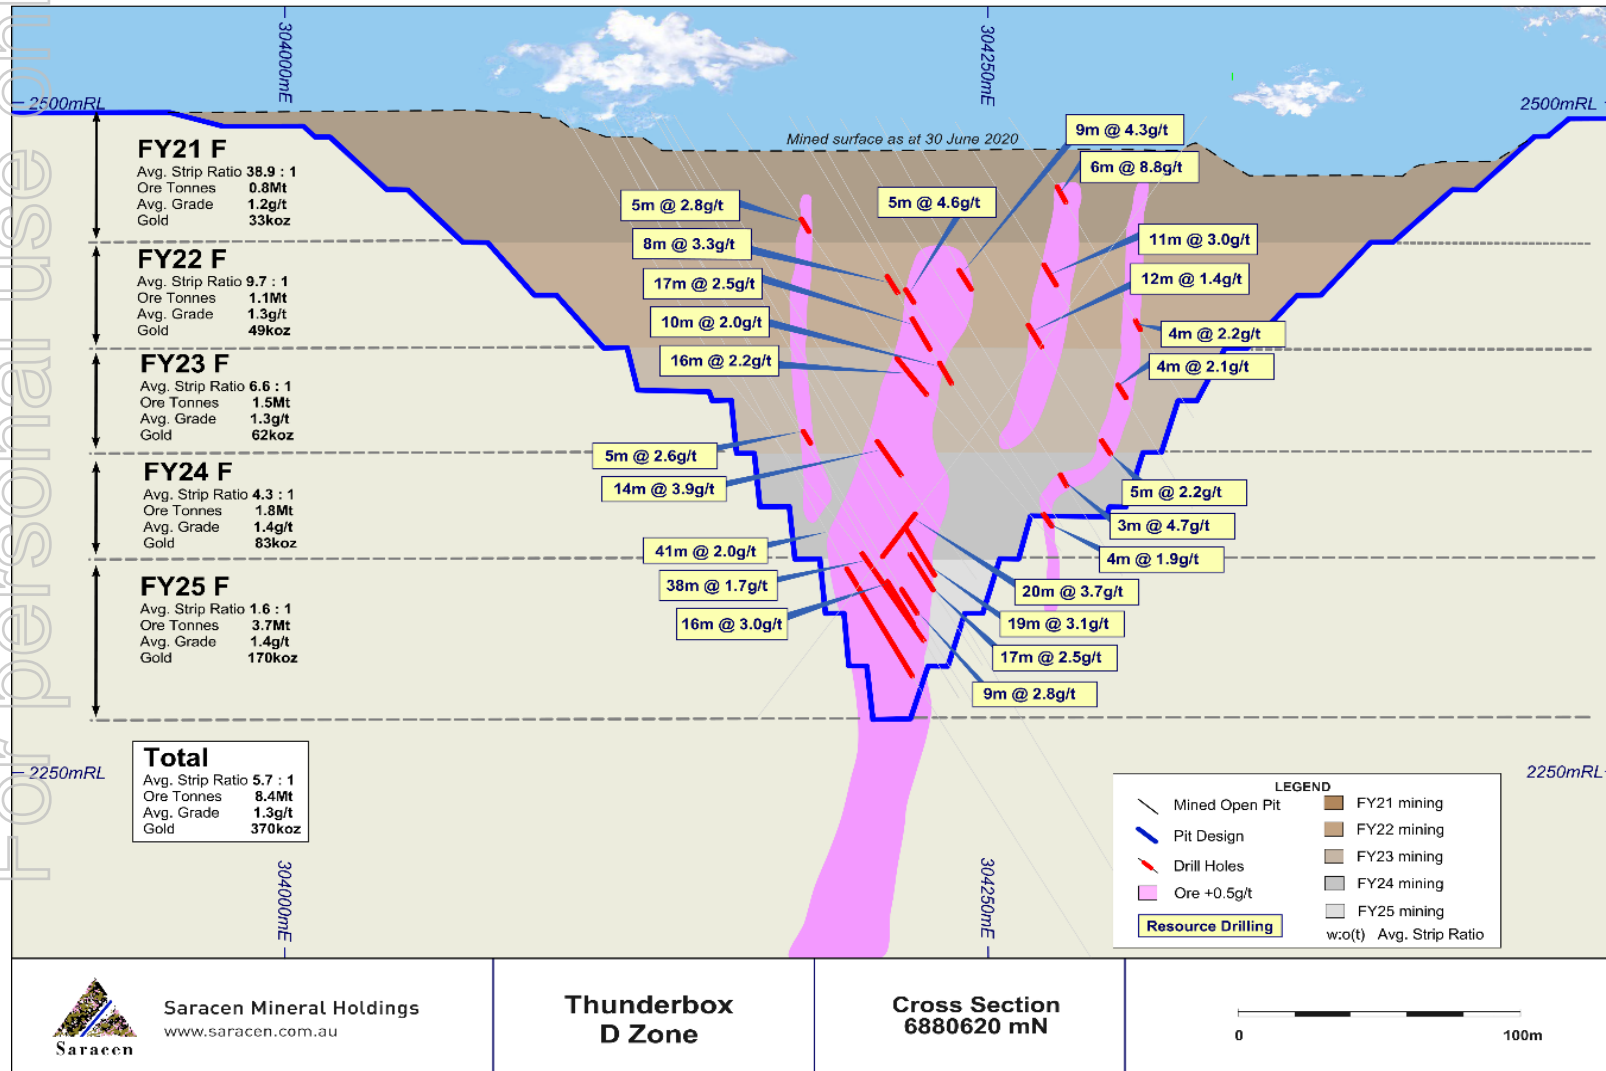 For personal use only
304000mE
304250mE
2500mRL
2500mRL
Mined surface as at 30 June 2020
FY21 F
Avg. Strip Ratio 38.9 : 1
Ore Tonnes 0.8Mt
Avg. Grade 1.2g/t
Gold 33koz
FY22 F
Avg. Strip Ratio 9.7 : 1
Ore Tonnes 1.1Mt
Avg. Grade 1.3g/t
Gold 49koz
FY23 F
Avg. Strip Ratio 6.6 : 1
Ore Tonnes 1.5Mt
Avg. Grade 1.3g/t
Gold 62koz
FY24 F
Avg. Strip Ratio 4.3 : 1
Ore Tonnes 1.8Mt
Avg. Grade 1.4g/t
Gold 83koz
FY25 F
Avg. Strip Ratio 1.6 : 1
Ore Tonnes 3.7Mt
Avg. Grade 1.4g/t
Gold 170koz
Total
Avg. Strip Ratio 5.7 : 1
Ore Tonnes 8.4Mt
Avg. Grade 1.3g/t
Gold 370koz
5m @ 2.8g/t
8m @ 3.3g/t
17m @ 2.5g/t
10m @ 2.0g/t
16m @ 2.2g/t
5m @ 2.6g/t
14m @ 3.9g/t
41m @ 2.0g/t
38m @ 1.7g/t
16m @ 3.0g/t
5m @ 4.6g/t
9m @ 4.3g/t
6m @ 8.8g/t
11m @ 3.0g/t
12m @ 1.4g/t
4m @ 2.2g/t
4m @ 2.1g/t
5m @ 2.2g/t
3m @ 4.7g/t
4m @ 1.9g/t
20m @ 3.7g/t
19m @ 3.1g/t
17m @ 2.5g/t
9m @ 2.8g/t
2250mRL
2250mRL
304000mE
304250mE
LEGEND
Mined Open Pit
Pit Design
Drill Holes
Ore +0.5g/t
Resource Drilling
FY21 mining
FY22 mining
FY23 mining
FY24 mining
FY25 mining
w:o(t) Avg. Strip Ratio
Saracen
Saracen Mineral Holdings
www.saracen.com.au
Thunderbox
D Zone
Cross Section
6880620 mN
0 100m